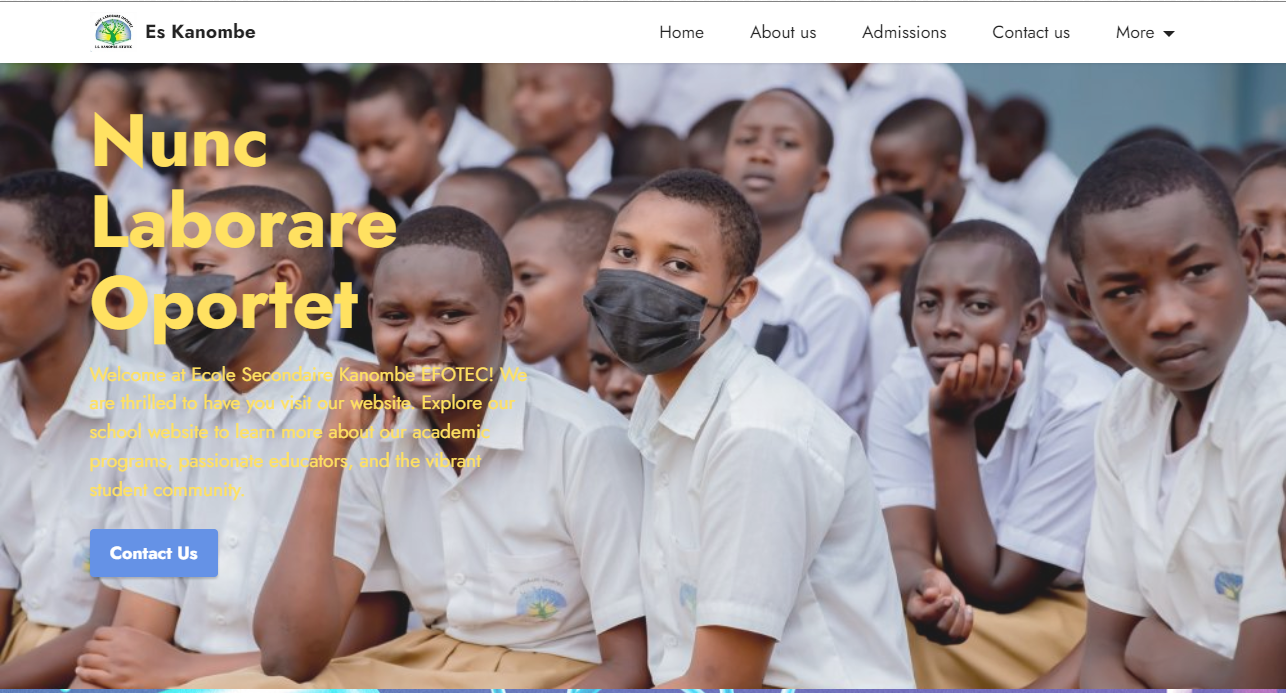 Es Kanombe
Home
About us
Admissions
Contact us
More
Nunc
Laborare
Oportet
Welcome at Ecole Secondaire Kanombe EFOTEC! We
are thrilled to have you visit our website. Explore our
school website to learn more about our academic
programs, passionate educators, and the vibrant
student community.
Contact Us